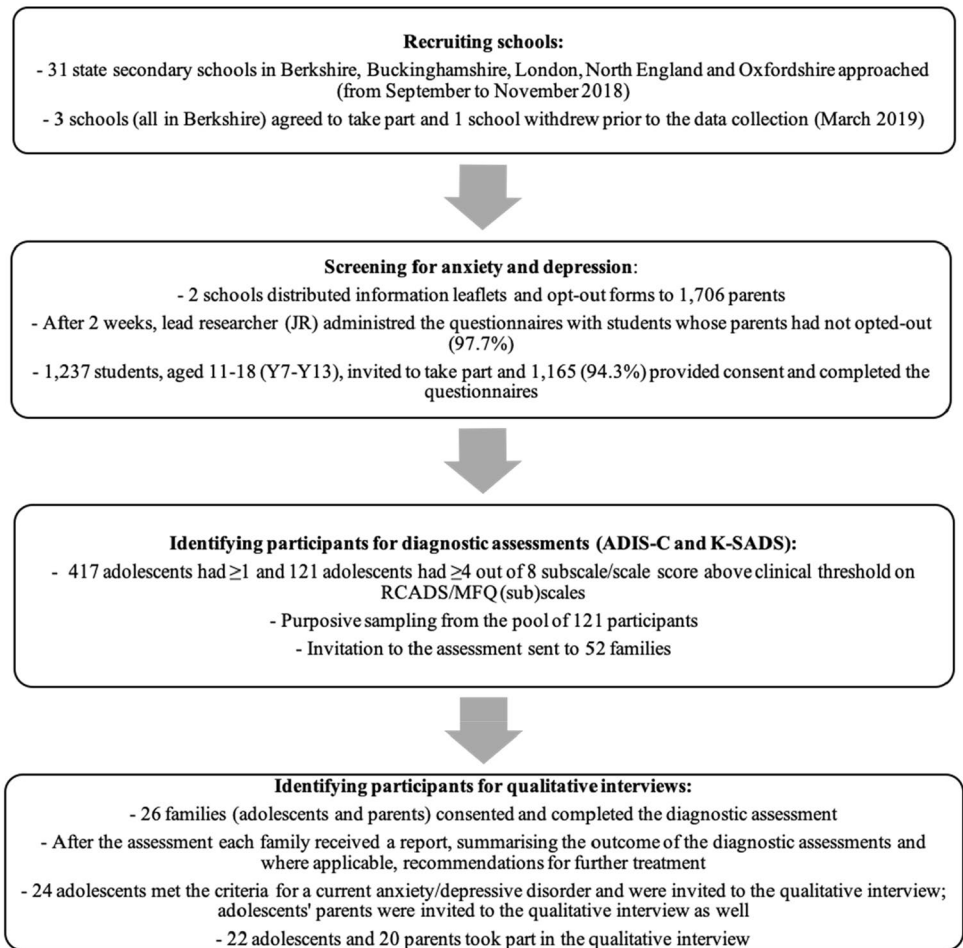 Recruiting schools:
- 31 state secondary schools in Berkshire, Buckinghamshire, London, North England and Oxfordshire approached
(from September to November 2018)
- 3 schools (all in Berkshire) agreed to take part and 1 school withdrew prior to the data collection (March 2019)
Screening for anxiety and depression:
- 2 schools distributed information leaflets and opt-out forms to 1,706 parents
- After 2 weeks, lead researcher (JR) administred the questionnaires with students whose parents had not opted-out
(97.7%)
- 1,237 students, aged 11-18 (Y7-Y13), invited to take part and 1,165 (94.3%) provided consent and completed the
questionnaires
Identifying participants for diagnostic assessments (ADIS-C and K-SADS):
- 417 adolescents had ≥1 and 121 adolescents had ≥4 out of 8 subscale/scale score above clinical threshold on
RCADS/MFQ (sub)scales
- Purposive sampling from the pool of 121 participants
- Invitation to the assessment sent to 52 families
Identifying participants for qualitative interviews:
- 26 families (adolescents and parents) consented and completed the diagnostic assessment
- After the assessment each family received a report, summarising the outcome of the diagnostic assessments and
where applicable, recommendations for further treatment
- 24 adolescents met the criteria for a current anxiety/depressive disorder and were invited to the qualitative interview;
adolescents' parents were invited to the qualitative interview as well
- 22 adolescents and 20 parents took part in the qualitative interview